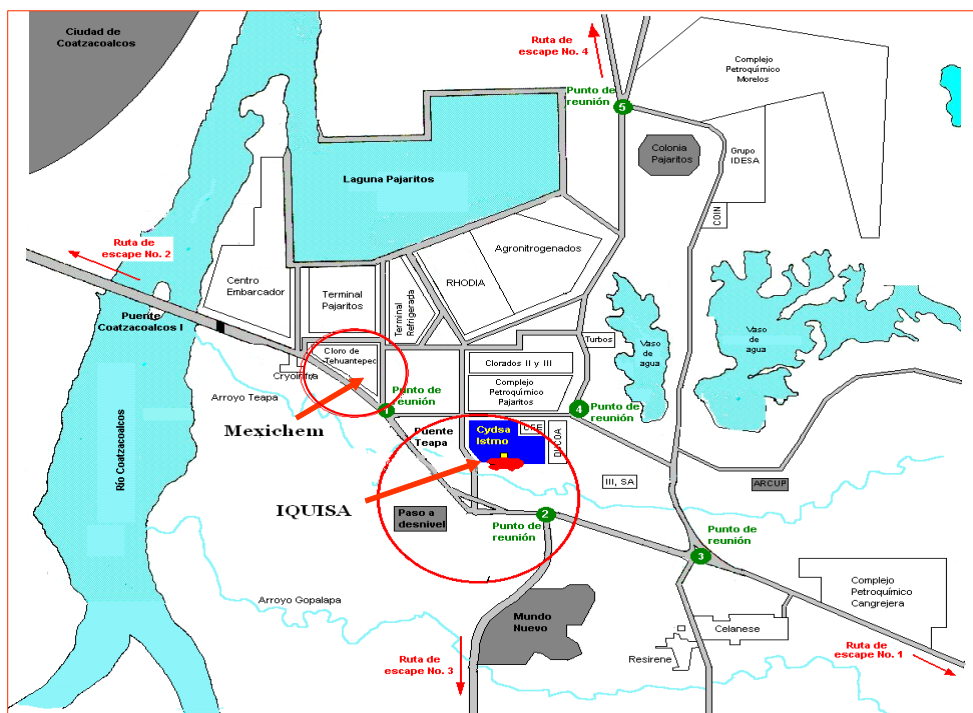 Ciudad de
Coatzacoalcos
Ruta de
escape No. 4
Complejo
Petroquímico
Morelos
Punto de
reunión
5
Colonia
Pajaritos
Grupo
IDESA
COIN
Laguna Pajaritos
Ruta de
escape No. 2
Agronitrogenados
RHODIA
Centro
Embarcador
Terminal
Pajaritos
Terminal
Refrigerada
Puente
Coatzacoalcos I
Turbos
Vaso
de
agua
Vaso
de
agua
Cloro de
Tehuantepec
Clorados II y III
Cryoinfra
Complejo
Petroquímico
Pajaritos
Arroyo Teapa
Punto de
reunión
1
4
Punto de
reunión
Mexichem
Puente
Teapa
Cydsa
Istmo
CFE
DUCOA
Río Coatzacoalcos
III, SA
ARCUP
IQUISA
Paso a
desnivel
2
Punto de
reunión
Punto de
reunión
3
Arroyo Gopalapa
Complejo
Petroquímico
Cangrejera
Mundo
Nuevo
Celanese
Resirene
Ruta de
escape No. 1
Ruta de
escape No. 3